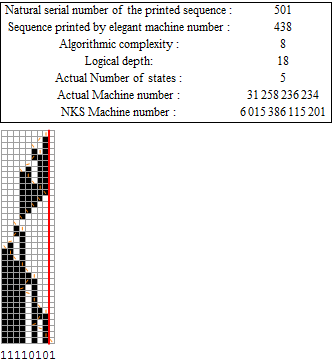 Natural serial number of the printed sequence : 501
Sequence printed by elegant machine number : 438
Algorithmic complexity : 8
Logical depth: 18
Actual Number of states : 5
Actual Machine number : 31 258 236 234
NKS Machine number : 6 015 386 115 201
11110101